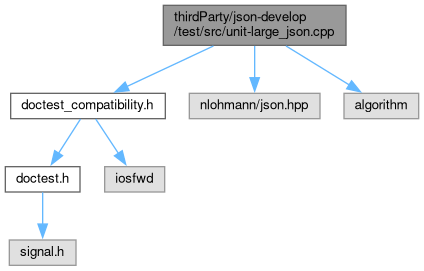 thirdParty/json-develop
/test/src/unit-large_json.cpp
doctest_compatibility.h
nlohmann/json.hpp
algorithm
doctest.h
iosfwd
signal.h